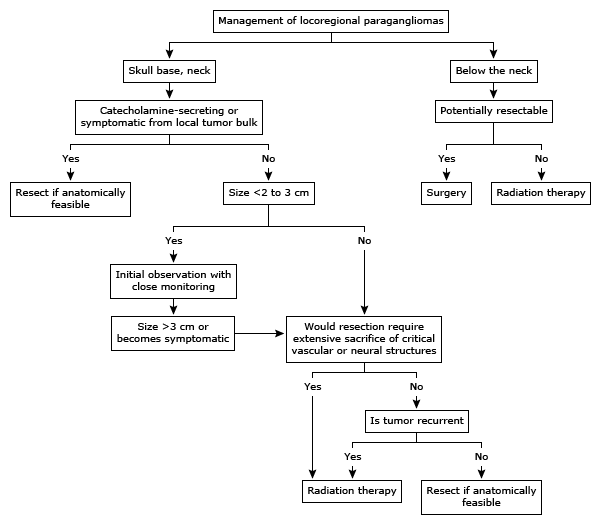 Management of locoregional paragangliomas
Skull base, neck
Below the neck
Catecholamine-secreting or
symptomatic from local tumor bulk
Potentially resectable
Yes
No
Yes
No
Resect if anatomically
feasible
Size <2 to 3 cm
Surgery
Radiation therapy
Yes
No
Initial observation with
close monitoring
Size >3 cm or
becomes symptomatic
Would resection require
extensive sacrifice of critical
vascular or neural structures
Yes
No
Is tumor recurrent
Yes
No
Radiation therapy
Resect if anatomically
feasible